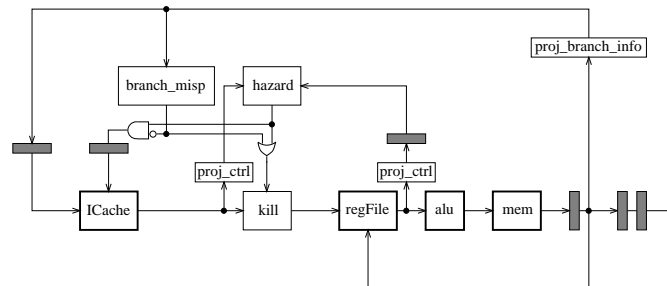 proj_branch_info
branch_misp
hazard
proj_ctrl
proj_ctrl
ICache
kill
regFile
alu
mem